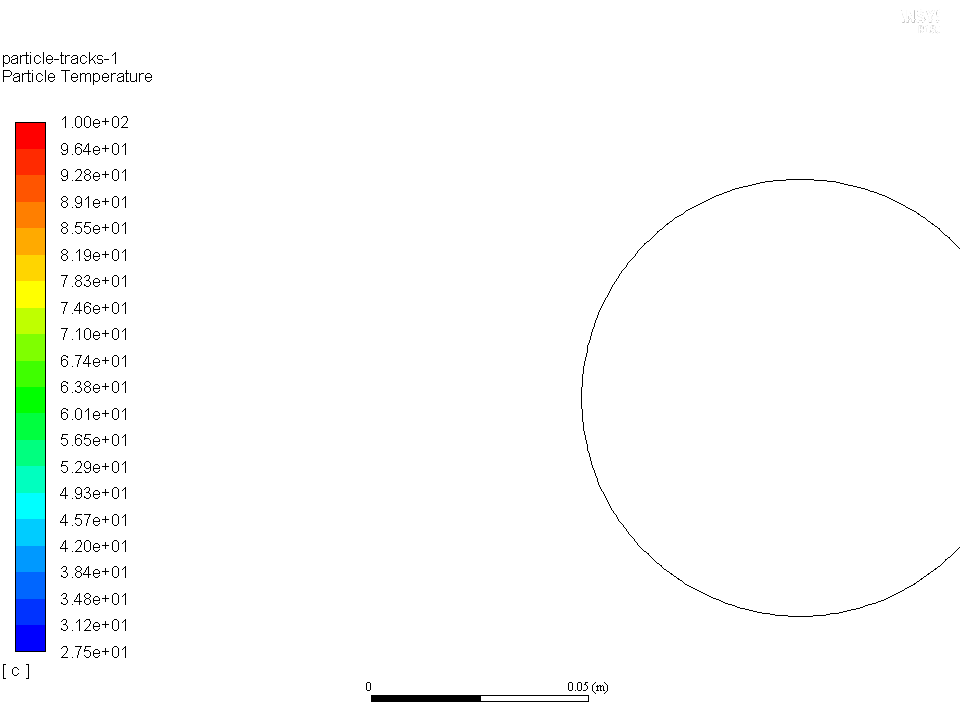 particle-tracks-1
Particle Temperature
1.00e+02
9.64e+01
9.28e+01
8.91e+01
8.55e+01
8.19e+01
7.83e+01
7.46e+01
7.10e+01
6.74e+01
6.38e+01
6.01e+01
5.65e+01
5.29e+01
4.93e+01
4.57e+01
4.20e+01
3.84e+01
3.48e+01
3.12e+01
2.75e+01
[ c ]
0 0.05 (m)